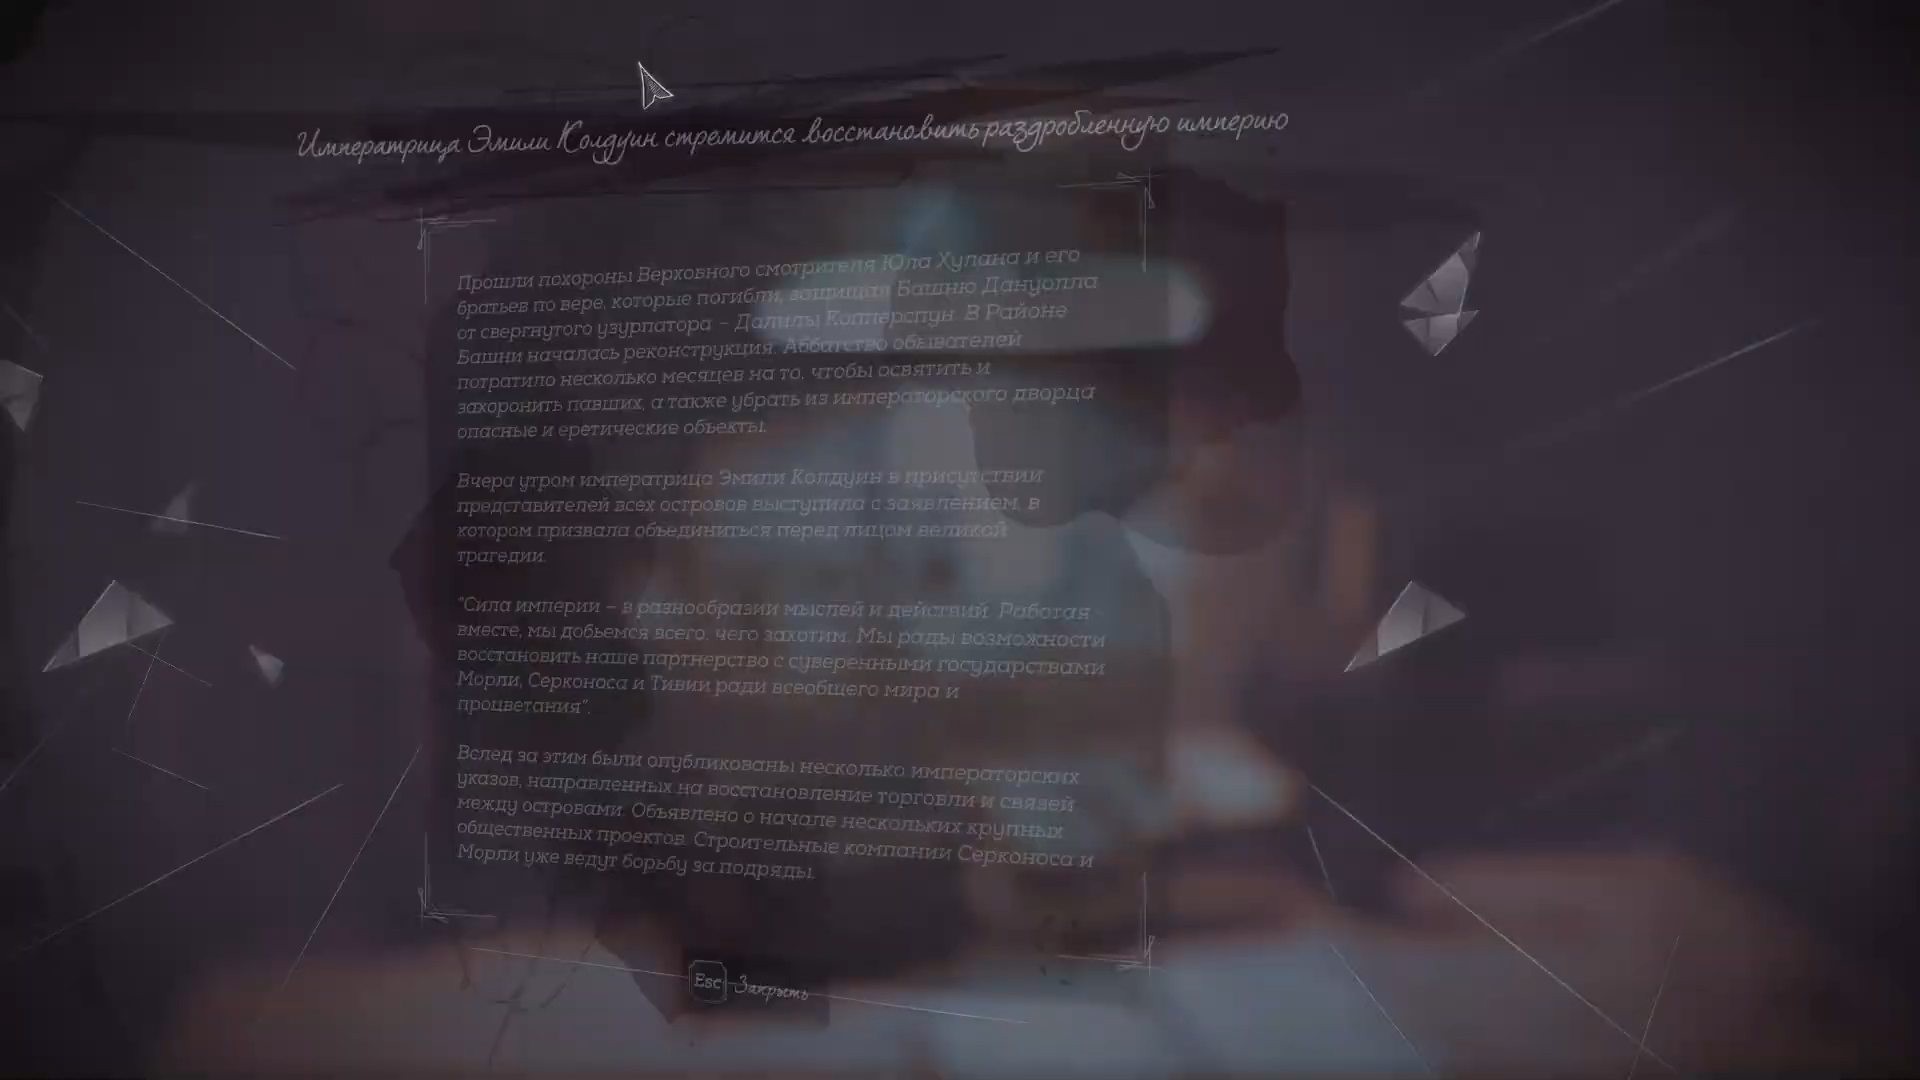 Императрица Эмили Колдуин стремится восстановить раздробленную империю
Прошли похороны Верховного смотрителя Юла Хулана и его
братьев по вере, которые погибли, защищая Башню Дануолла
от свергнутого узурпатора – Далилы Копперспун. В Районе
Башни началась реконструкция. Аббатство обывателей
потратило несколько месяцев на то, чтобы освятить и
захоронить павших, а также убрать из императорского дворца
опасные и еретические объекты.
Вчера утром императрица Эмили Колдуин в присутствии
представителей всех островов выступила с заявлением, в
котором призвала объединиться перед лицом великой
трагедии.
"Сила империи – в разнообразии мыслей и действий. Работая
вместе, мы добьемся всего, чего захотим. Мы рады возможности
восстановить наше партнерство с суверенными государствами
Морли, Серконоса и Тивии ради всеобщего мира и
процветания".
Вслед за этим были опубликованы несколько императорских
указов, направленных на восстановление торговли и связей
между островами. Объявлено о начале нескольких крупных
общественных проектов. Строительные компании Серконоса и
Морли уже ведут борьбу за подряды.
Esc Закрыть